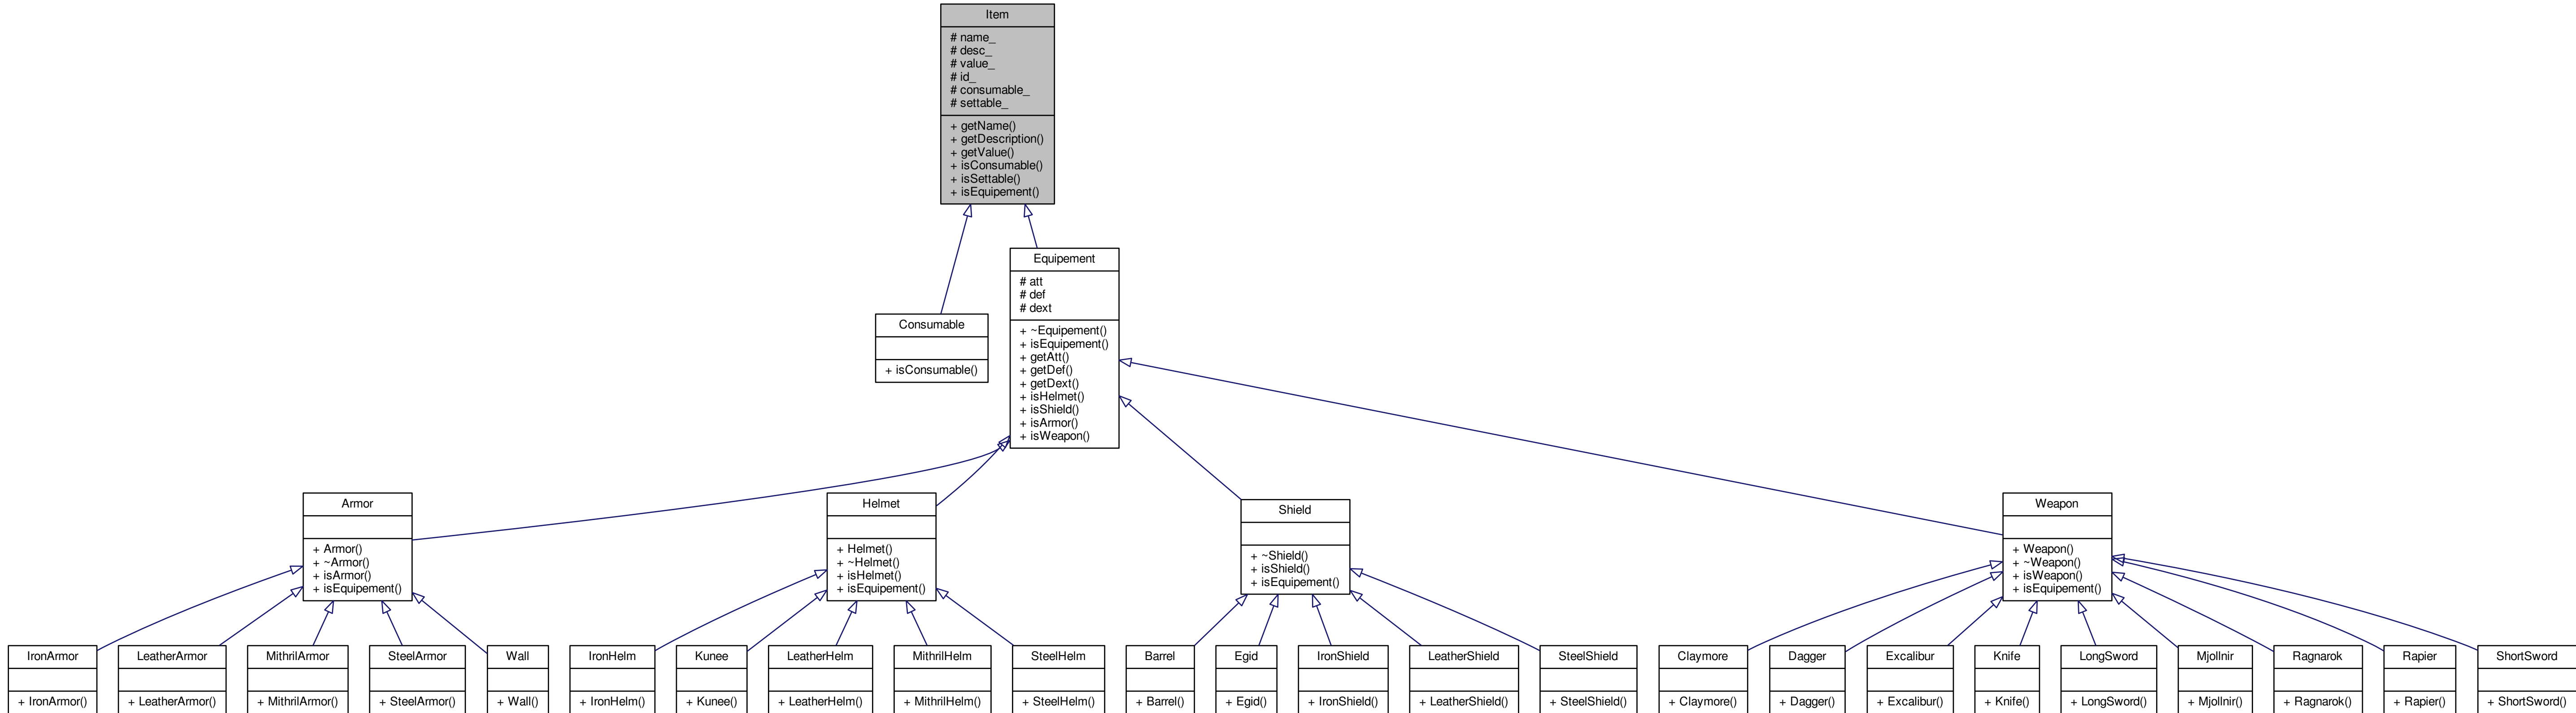 Item
# name_
# desc_
# value_
# id_
# consumable_
# settable_
+ getName()
+ getDescription()
+ getValue()
+ isConsumable()
+ isSettable()
+ isEquipement()
Consumable
+ isConsumable()
Equipement
# att
# def
# dext
+ ~Equipement()
+ isEquipement()
+ getAtt()
+ getDef()
+ getDext()
+ isHelmet()
+ isShield()
+ isArmor()
+ isWeapon()
Armor
+ Armor()
+ ~Armor()
+ isArmor()
+ isEquipement()
Helmet
+ Helmet()
+ ~Helmet()
+ isHelmet()
+ isEquipement()
Shield
+ ~Shield()
+ isShield()
+ isEquipement()
Weapon
+ Weapon()
+ ~Weapon()
+ isWeapon()
+ isEquipement()
IronArmor
+ IronArmor()
LeatherArmor
+ LeatherArmor()
MithrilArmor
+ MithrilArmor()
SteelArmor
+ SteelArmor()
Wall
+ Wall()
IronHelm
+ IronHelm()
Kunee
+ Kunee()
LeatherHelm
+ LeatherHelm()
MithrilHelm
+ MithrilHelm()
SteelHelm
+ SteelHelm()
Barrel
+ Barrel()
Egid
+ Egid()
IronShield
+ IronShield()
LeatherShield
+ LeatherShield()
SteelShield
+ SteelShield()
Claymore
+ Claymore()
Dagger
+ Dagger()
Excalibur
+ Excalibur()
Knife
+ Knife()
LongSword
+ LongSword()
Mjollnir
+ Mjollnir()
Ragnarok
+ Ragnarok()
Rapier
+ Rapier()
ShortSword
+ ShortSword()